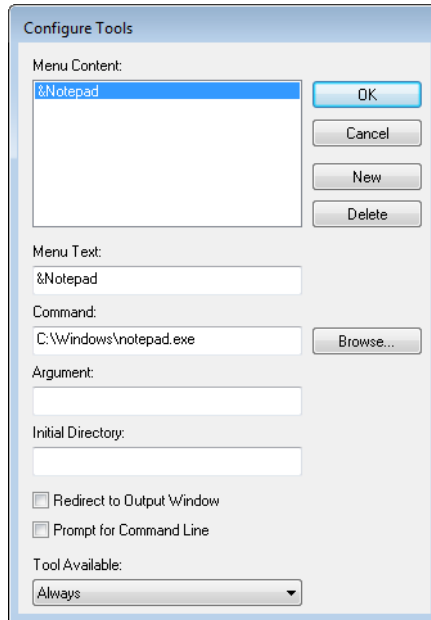 Configure Tools
Menu Content:
&Notepad
OK
Cancel
New
Delete
Menu Text:
&Notepad
Command:
C:\Windows\notepad.exe
Browse...
Argument:
Initial Directory:
Redirect to Output Window
Prompt for Command Line
Tool Available:
Always